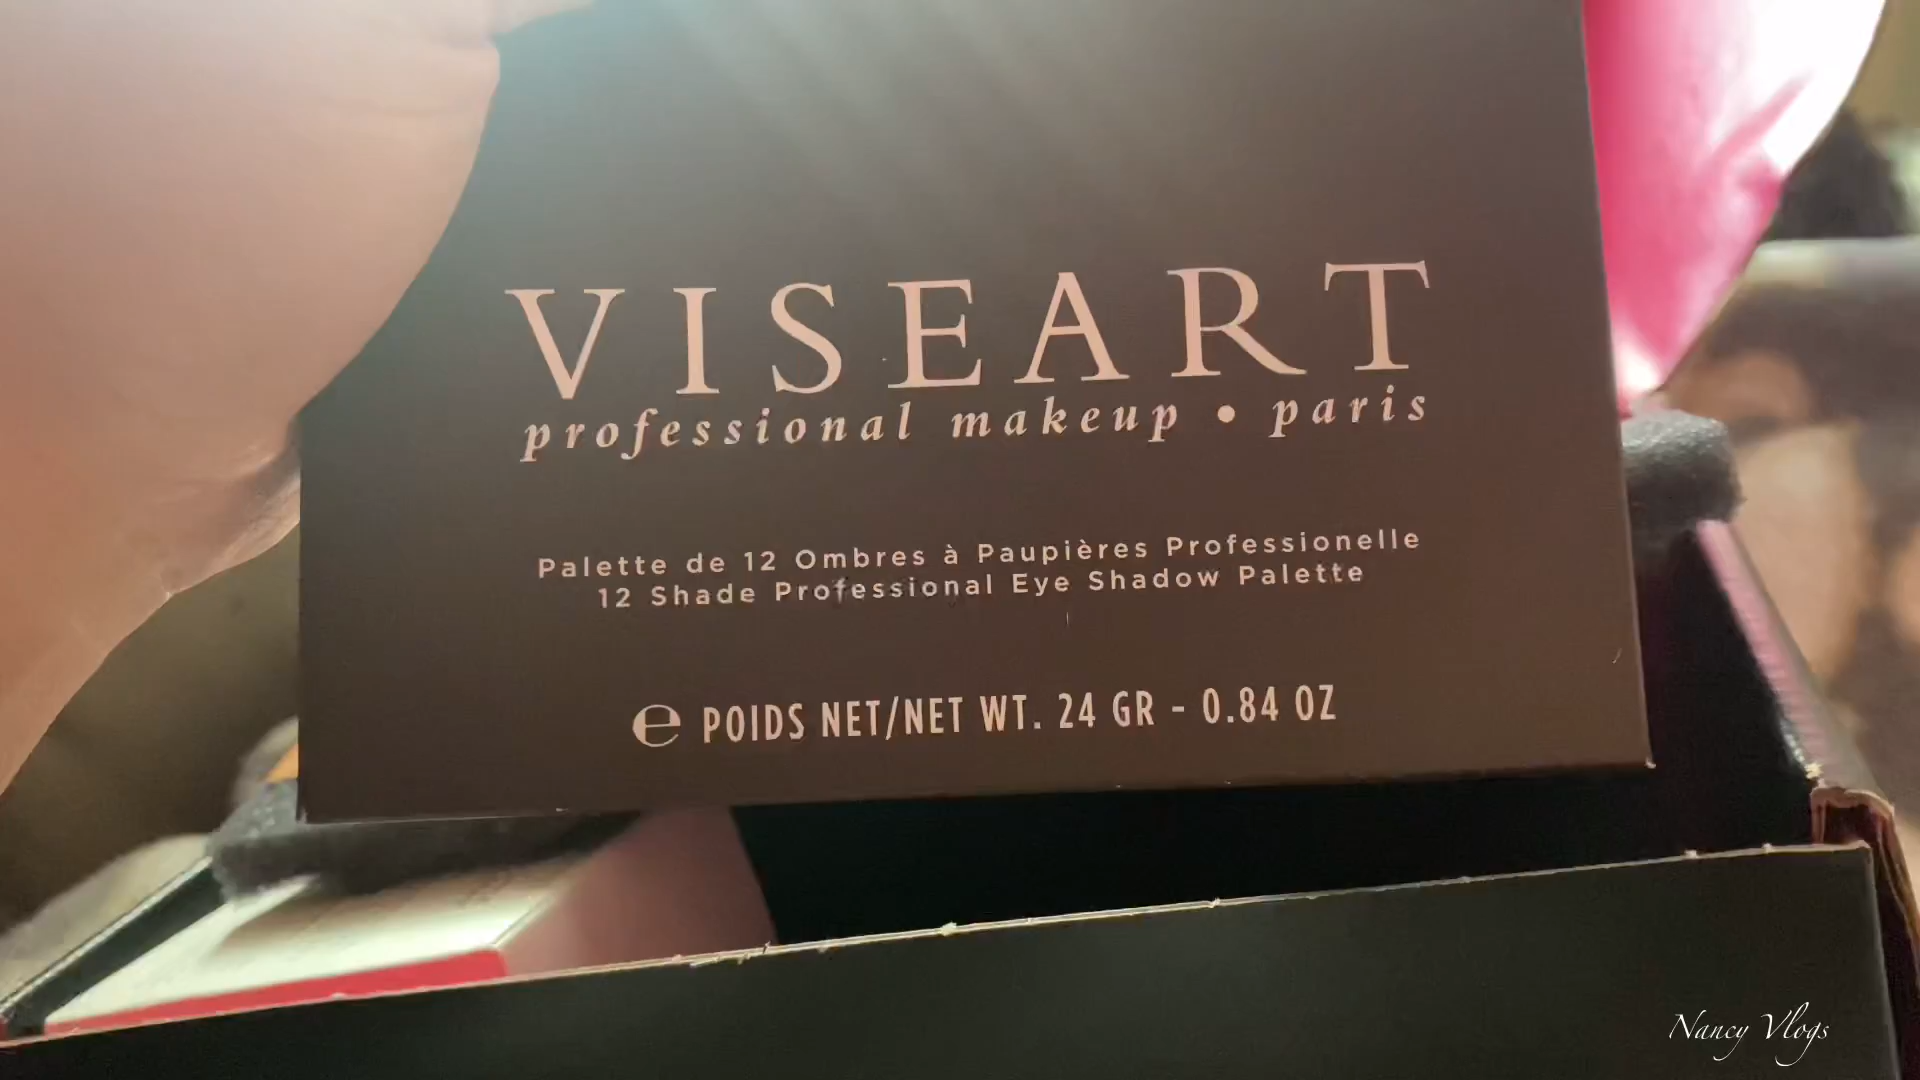 VISEART
professional makeup • paris
Palette de 12 Ombres à Paupières Professionelle
12 Shade Professional Eye Shadow Palette
℮ POIDS NET/NET WT. 24 GR - 0.84 OZ
Nancy Vlogs